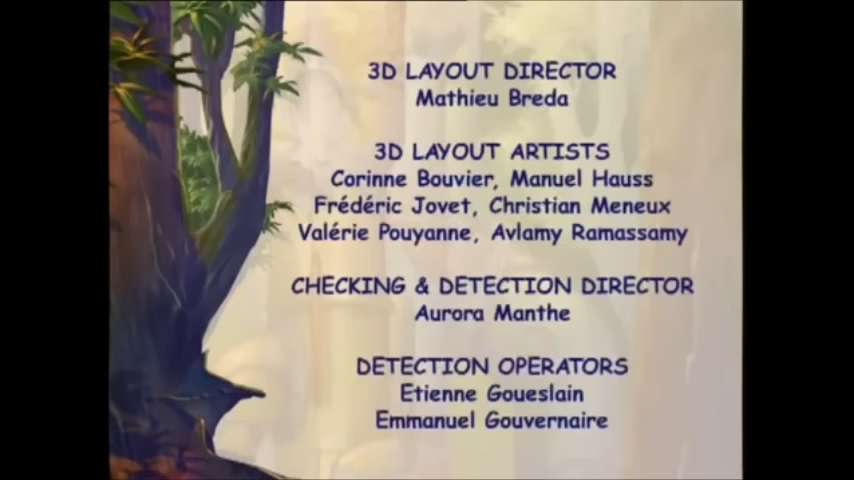 3D LAYOUT DIRECTOR
Mathieu Breda
3D LAYOUT ARTISTS
Corinne Bouvier, Manuel Hauss
Frédéric Jovet, Christian Meneux
Valérie Pouyanne, Avlamy Ramassamy
CHECKING & DETECTION DIRECTOR
Aurora Manthe
DETECTION OPERATORS
Etienne Goueslain
Emmanuel Gouvernaire